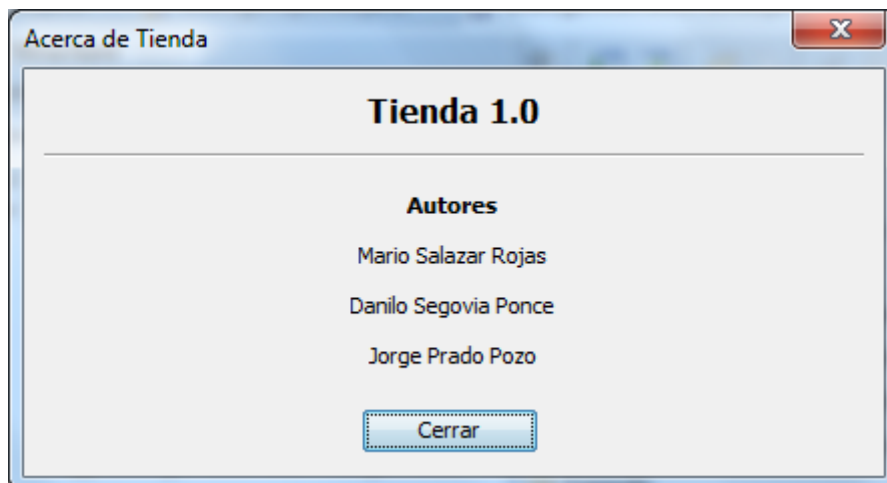 Acerca de Tienda
Tienda 1.0
Autores
Mario Salazar Rojas
Danilo Segovia Ponce
Jorge Prado Pozo
Cerrar